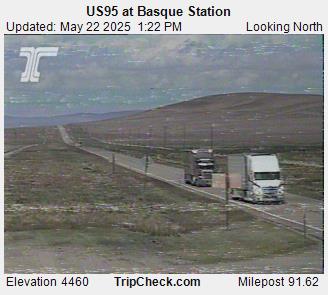 US95 at Basque Station
Updated: May 22 2025 1:22 PM Looking North
Elevation 4460 TripCheck.com Milepost 91.62